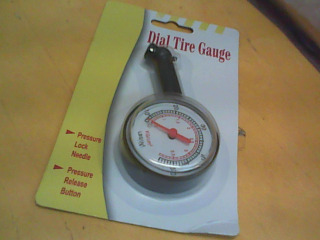 Dial Tire Gauge
Pressure
Lock
Needle
Pressure
Release
Button